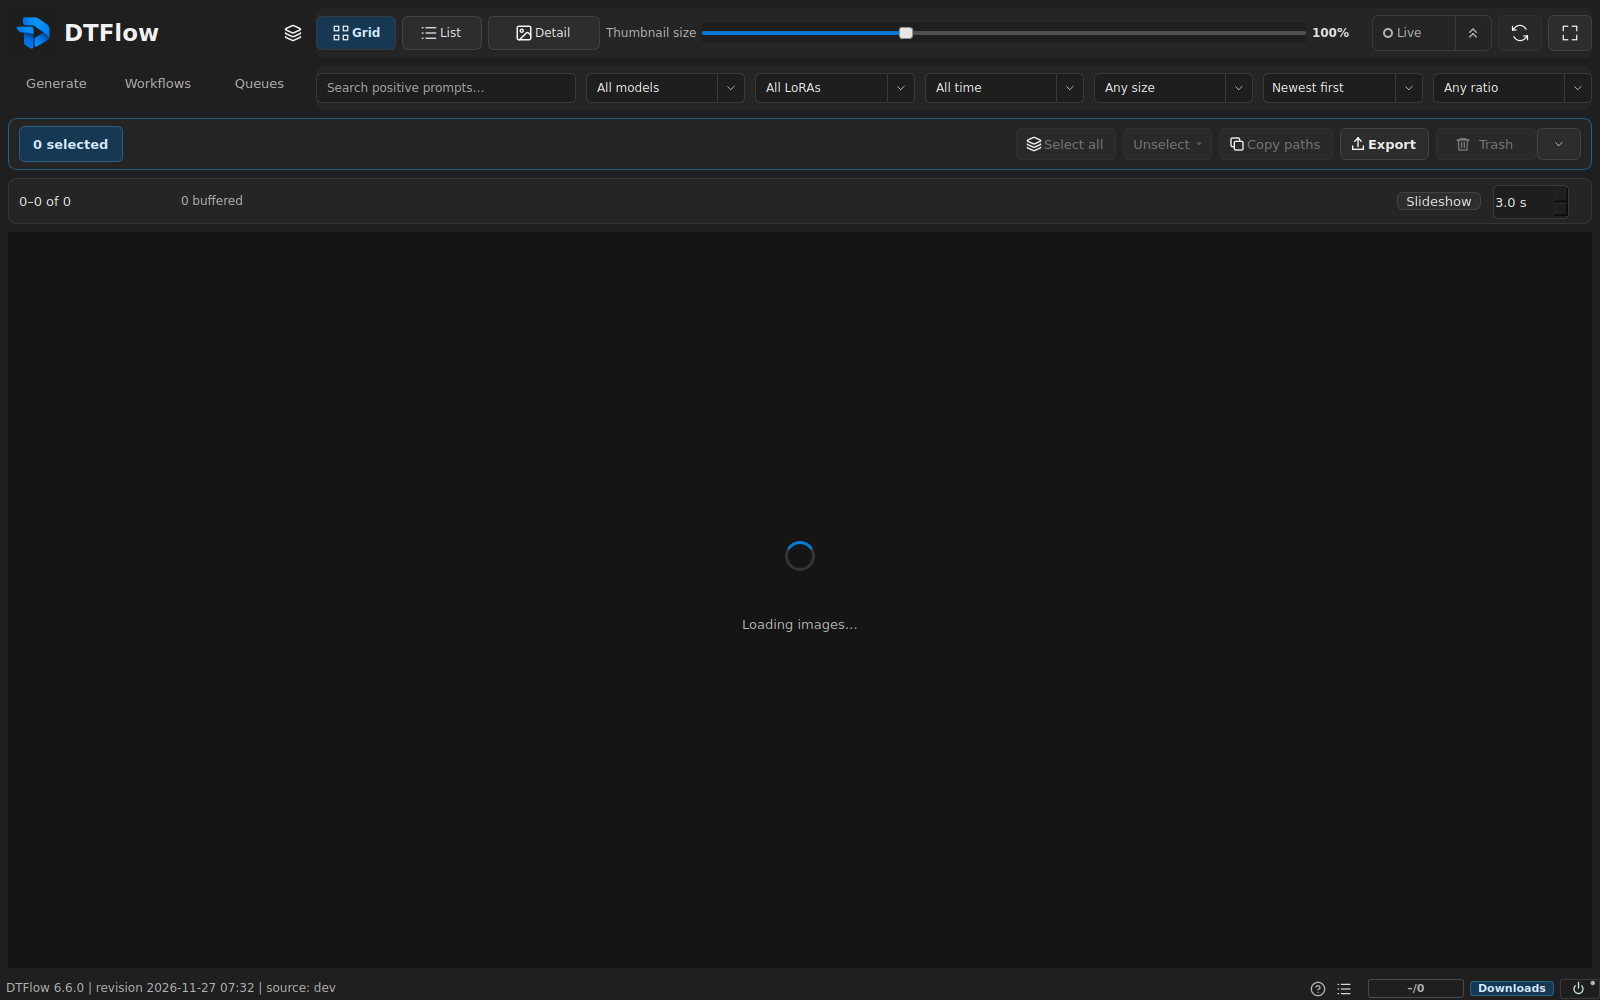 DTFlow
Grid
List
Detail
Thumbnail size
100%
Live
Generate
Workflows
Queues
Search positive prompts...
All models
All LoRAs
All time
Any size
Newest first
Any ratio
0 selected
Select all
Unselect
Copy paths
Export
Trash
0–0 of 0
0 buffered
Slideshow
3.0 s
Loading images...
DTFlow 6.6.0 | revision 2026-11-27 07:32 | source: dev
–/0
Downloads